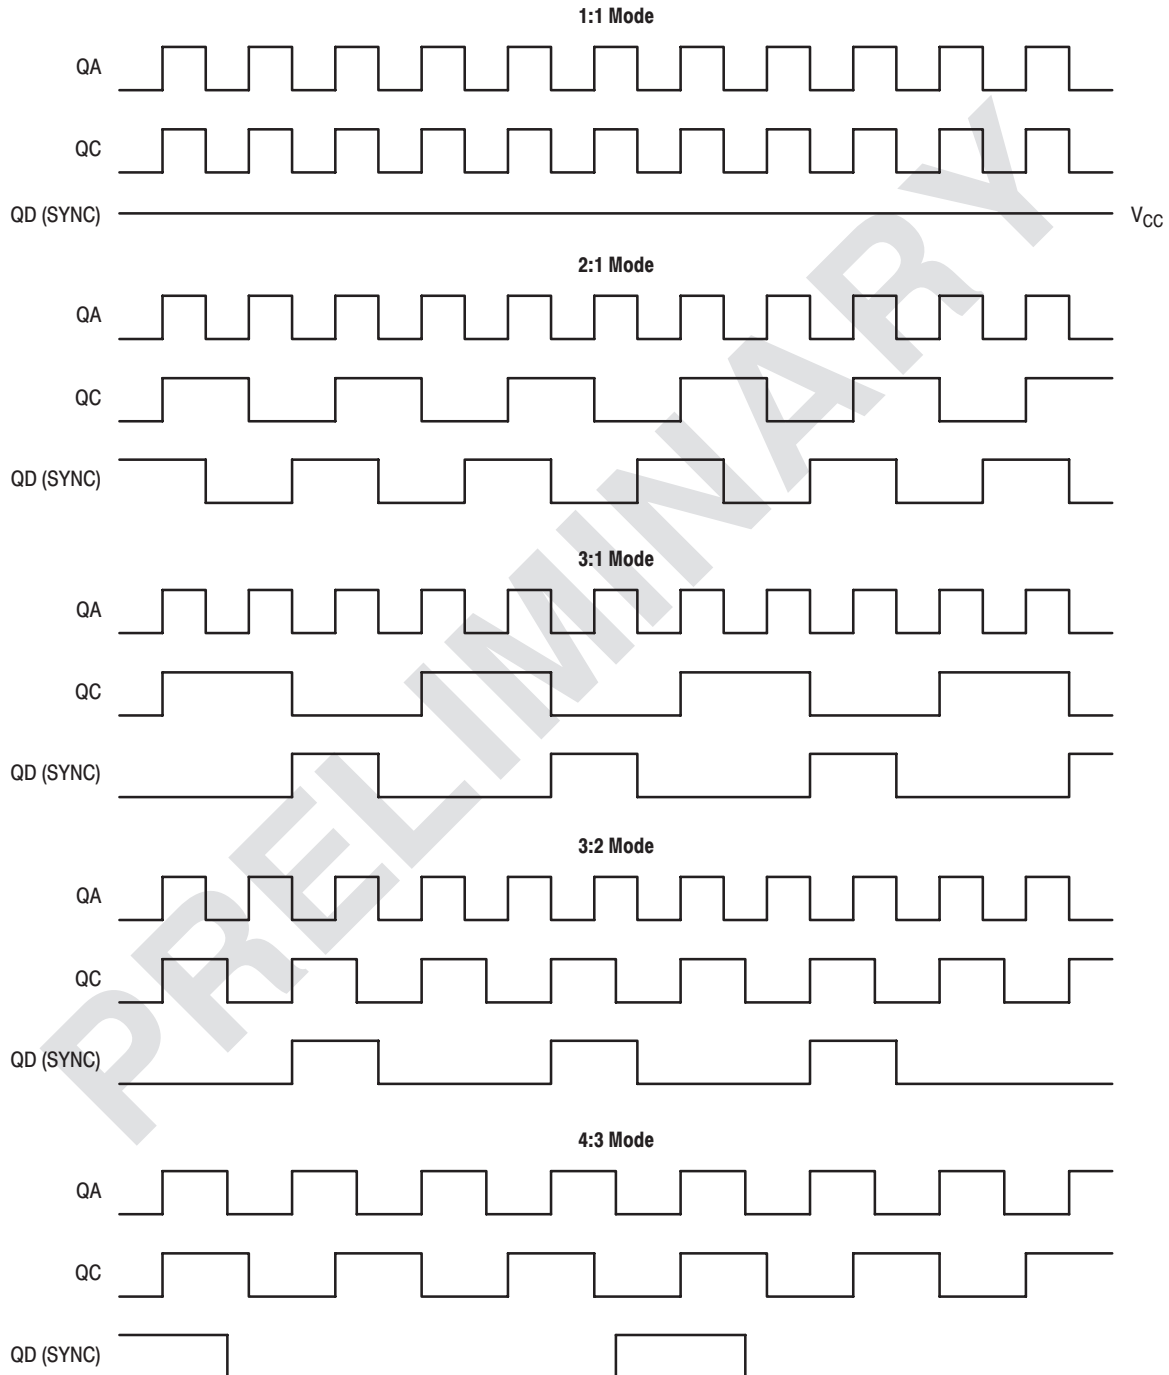 1:1 Mode
QA
QC
QD (SYNC)
VCC
2:1 Mode
QA
QC
QD (SYNC)
3:1 Mode
QA
QC
QD (SYNC)
3:2 Mode
QA
QC
QD (SYNC)
4:3 Mode
QA
QC
QD (SYNC)
PRELIMINARY